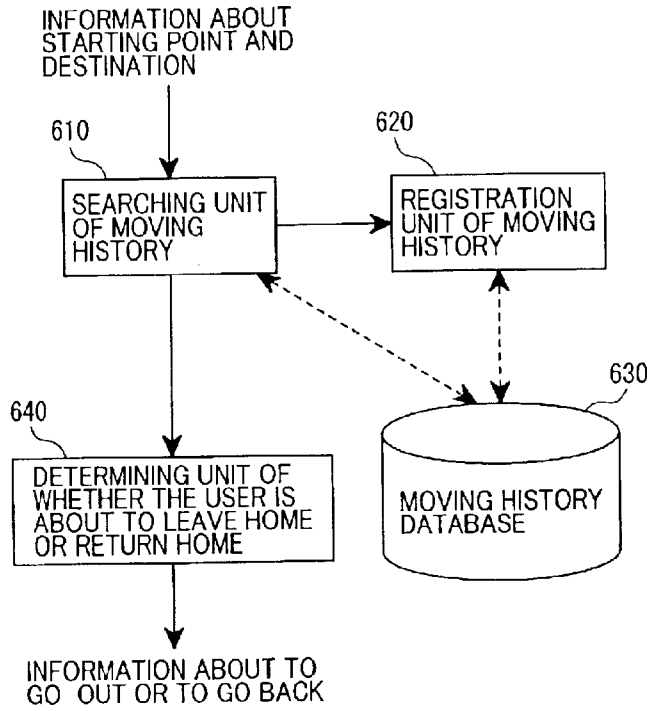 INFORMATION ABOUT
STARTING POINT AND
DESTINATION
610
SEARCHING UNIT
OF MOVING
HISTORY
620
REGISTRATION
UNIT OF MOVING
HISTORY
630
MOVING HISTORY
DATABASE
640
DETERMINING UNIT OF
WHETHER THE USER IS
ABOUT TO LEAVE HOME
OR RETURN HOME
INFORMATION ABOUT TO
GO OUT OR TO GO BACK